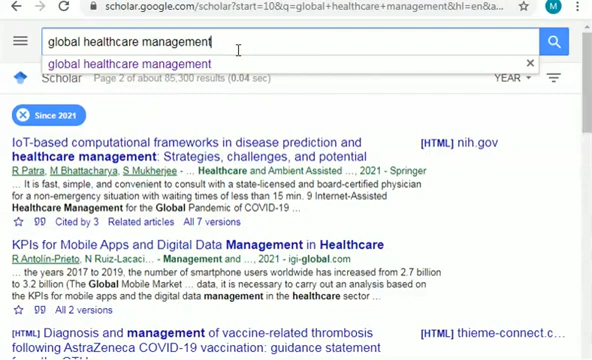 scholar.google.com/scholar?start=10&q=global+healthcare+management&hl=en&a...
M
global healthcare management
global healthcare management
Scholar Page 2 of about 85,300 results (0.04 sec) YEAR
Since 2021
IoT-based computational frameworks in disease prediction and [HTML] nih.gov
healthcare management: Strategies, challenges, and potential
R Patra, M Bhattacharya, S Mukherjee - ... Healthcare and Ambient Assisted ..., 2021 - Springer
... It is fast, simple, and convenient to consult with a state-licensed and board-certified physician
for a non-emergency situation with waiting times of less than 15 min. 9 Internet-Assisted
Healthcare Management for the Global Pandemic of COVID-19 ...
Cited by 3 Related articles All 7 versions
KPIs for Mobile Apps and Digital Data Management in Healthcare
R Antolín-Prieto, N Ruiz-Lacaci... - Management and ..., 2021 - igi-global.com
... the years 2017 to 2019, the number of smartphone users worldwide has increased from 2.7 billion
to 3.2 billion (The Global Mobile Market ... data, it is necessary to carry out an analysis based on
the KPIs for mobile apps and the digital data management in the healthcare sector ...
All 2 versions
[HTML] Diagnosis and management of vaccine-related thrombosis [HTML] thieme-connect.c...
following AstraZeneca COVID-19 vaccination: guidance statement